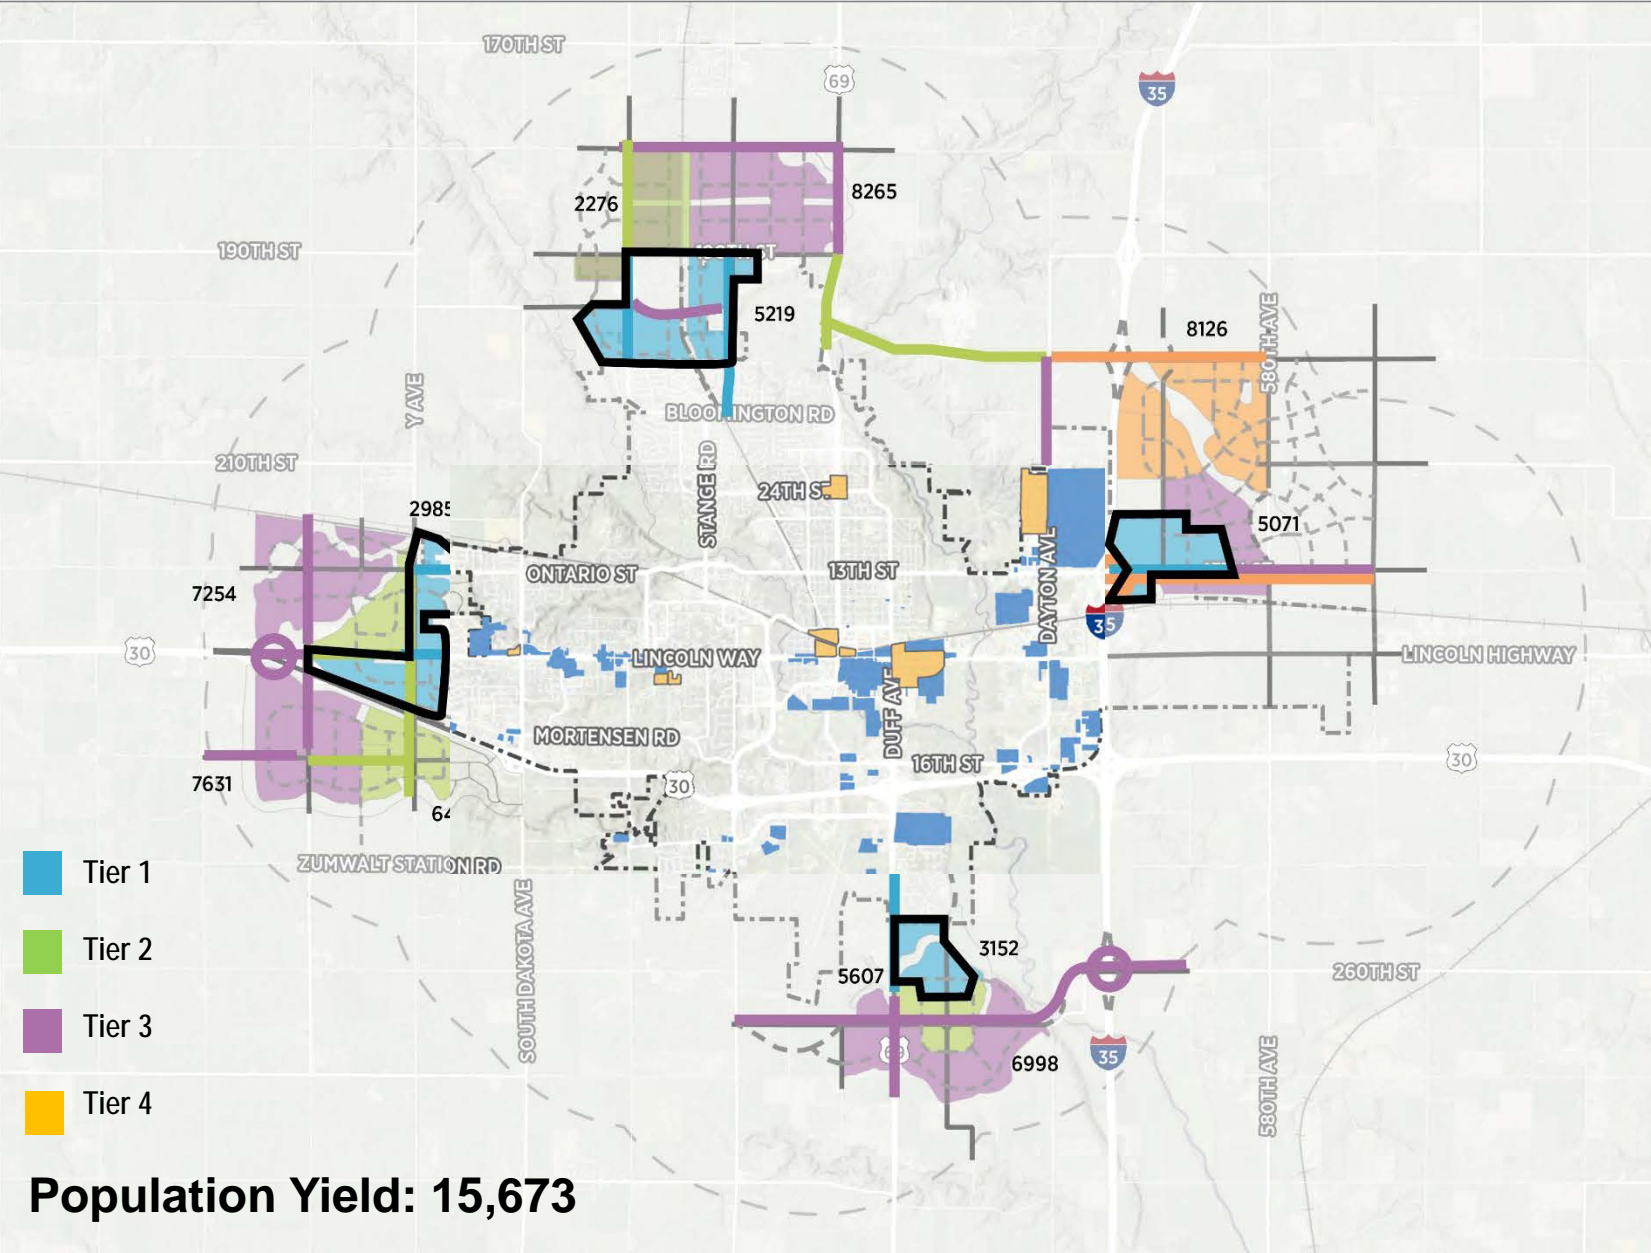 170TH ST
69
35
2276
8265
190TH ST
5219
8126
580TH AVE
Y AVE
BLOOMINGTON RD
210TH ST
STANGE RD
24TH ST
2985
5071
ONTARIO ST
13TH ST
DAYTON AVE
7254
35
30
LINCOLN WAY
LINCOLN HIGHWAY
DUFF AVE
MORTENSEN RD
16TH ST
30
30
7631
64
ZUMWALT STATION RD
Tier 1
SOUTH DAKOTA AVE
Tier 2
3152
5607
260TH ST
Tier 3
580TH AVE
35
6998
Tier 4
Population Yield: 15,673